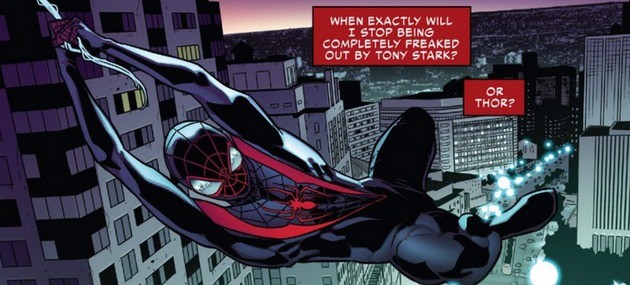 WHEN EXACTLY WILL
I STOP BEING
COMPLETELY FREAKED
OUT BY TONY STARK?
OR
THOR?